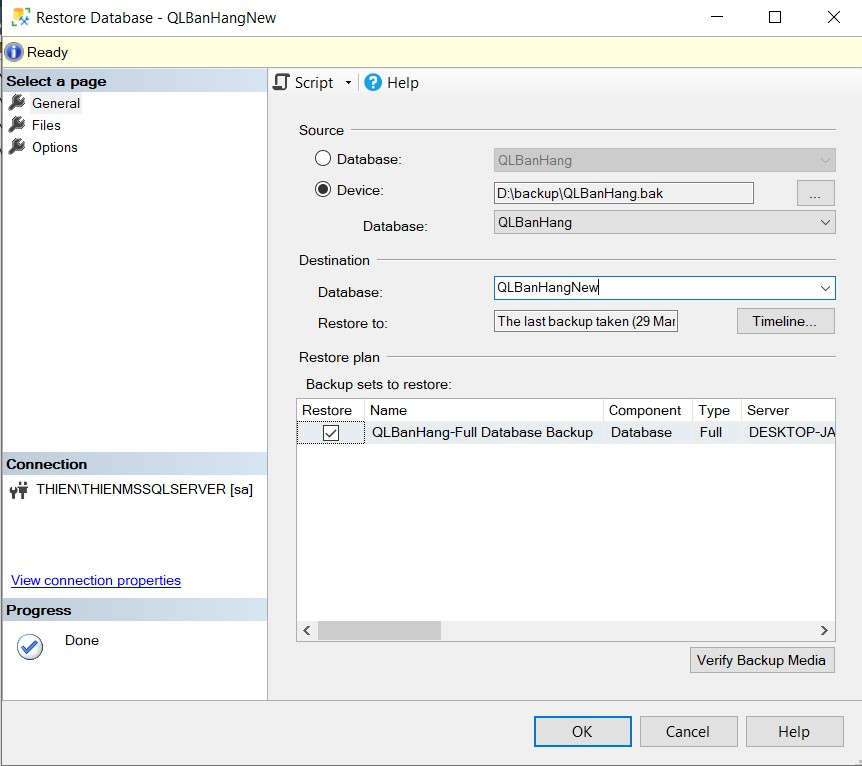 Restore Database - QLBanHangNew
Ready
Select a page
General
Files
Options
Script
Help
Source
Database:
QLBanHang
Device:
D:\backup\QLBanHang.bak
...
Database:
QLBanHang
Destination
Database:
QLBanHangNew
Restore to:
The last backup taken (29 Mar
Timeline...
Restore plan
Backup sets to restore:
Restore Name Component Type Server
QLBanHang-Full Database Backup Database Full DESKTOP-JA
Connection
THIEN\THIENMSSQLSERVER [sa]
View connection properties
Progress
Done
Verify Backup Media
OK Cancel Help